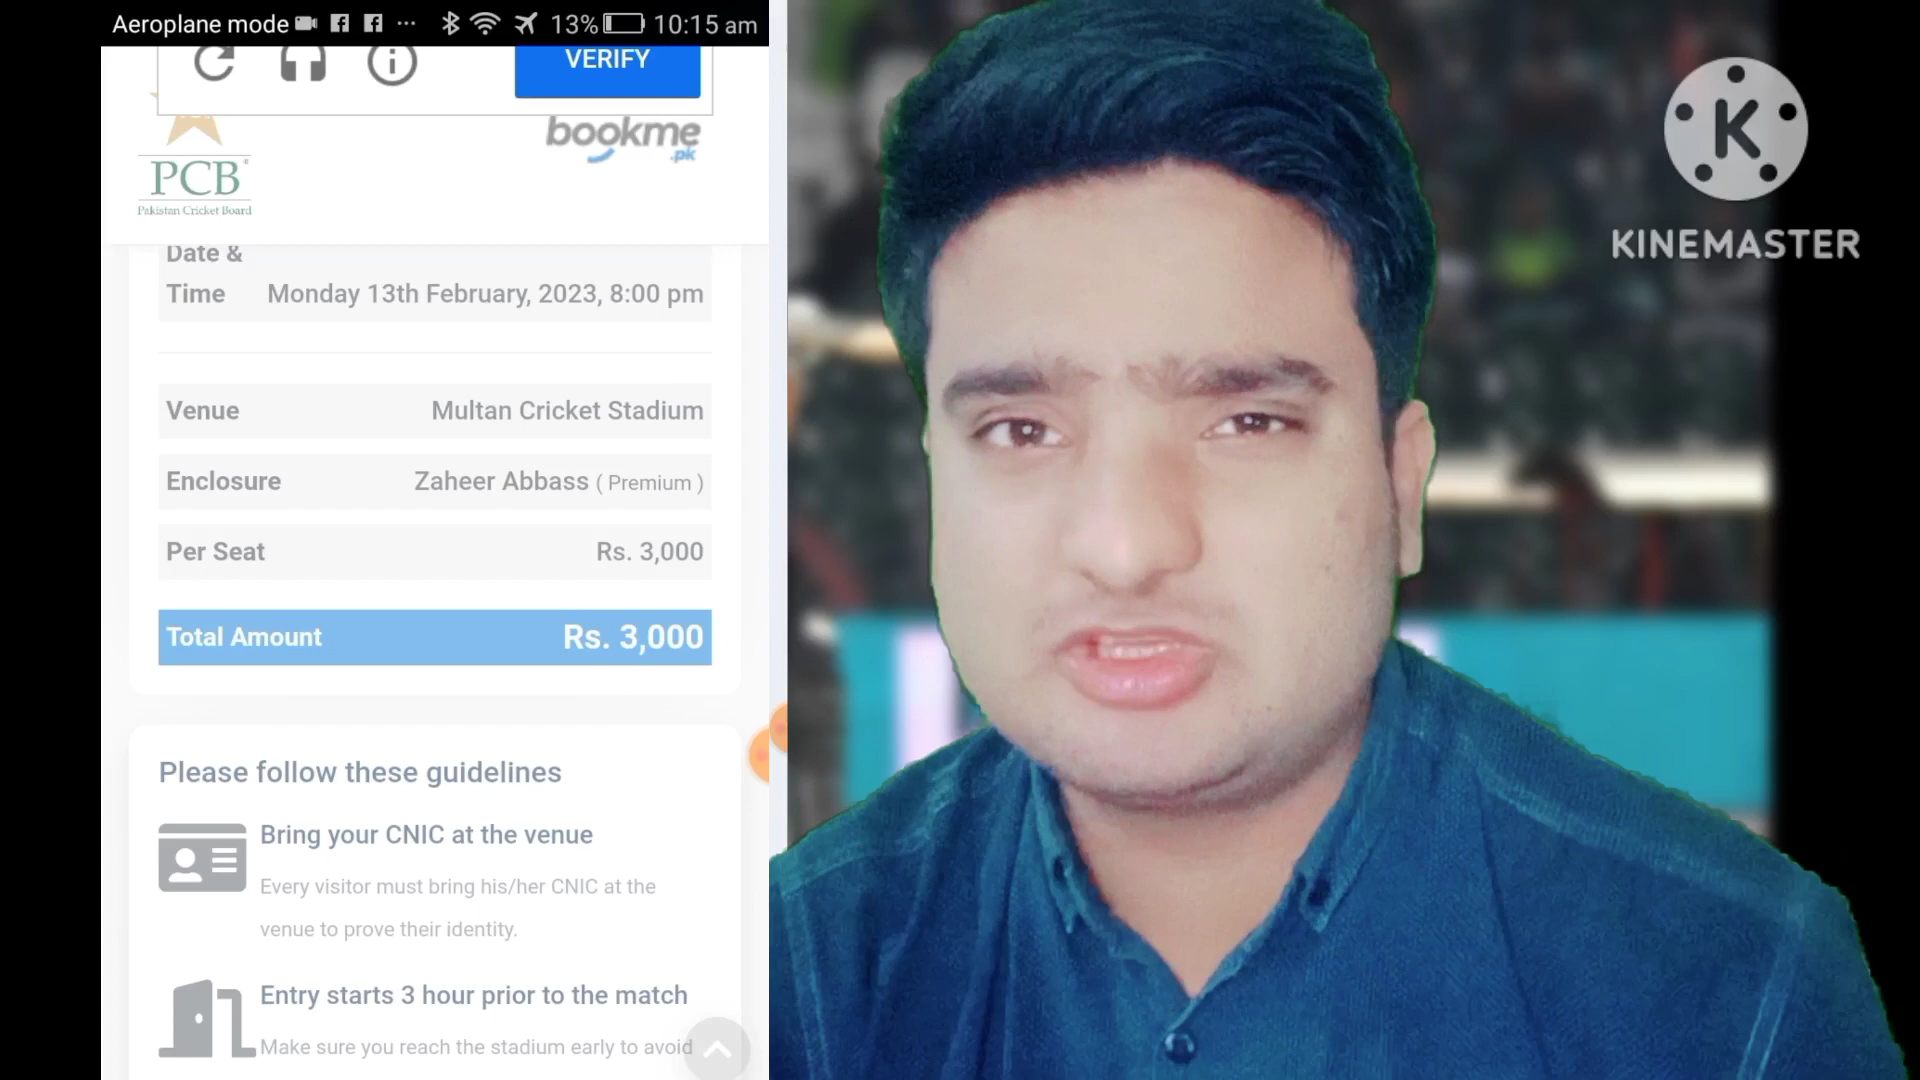 Aeroplane mode ... 13% 10:15 am
VERIFY
bookme
.pk
PCB
Pakistan Cricket Board
Date &
Time Monday 13th February, 2023, 8:00 pm
Venue Multan Cricket Stadium
Enclosure Zaheer Abbass ( Premium )
Per Seat Rs. 3,000
Total Amount Rs. 3,000
Please follow these guidelines
Bring your CNIC at the venue
Every visitor must bring his/her CNIC at the
venue to prove their identity.
Entry starts 3 hour prior to the match
Make sure you reach the stadium early to avoid
K
KINEMASTER